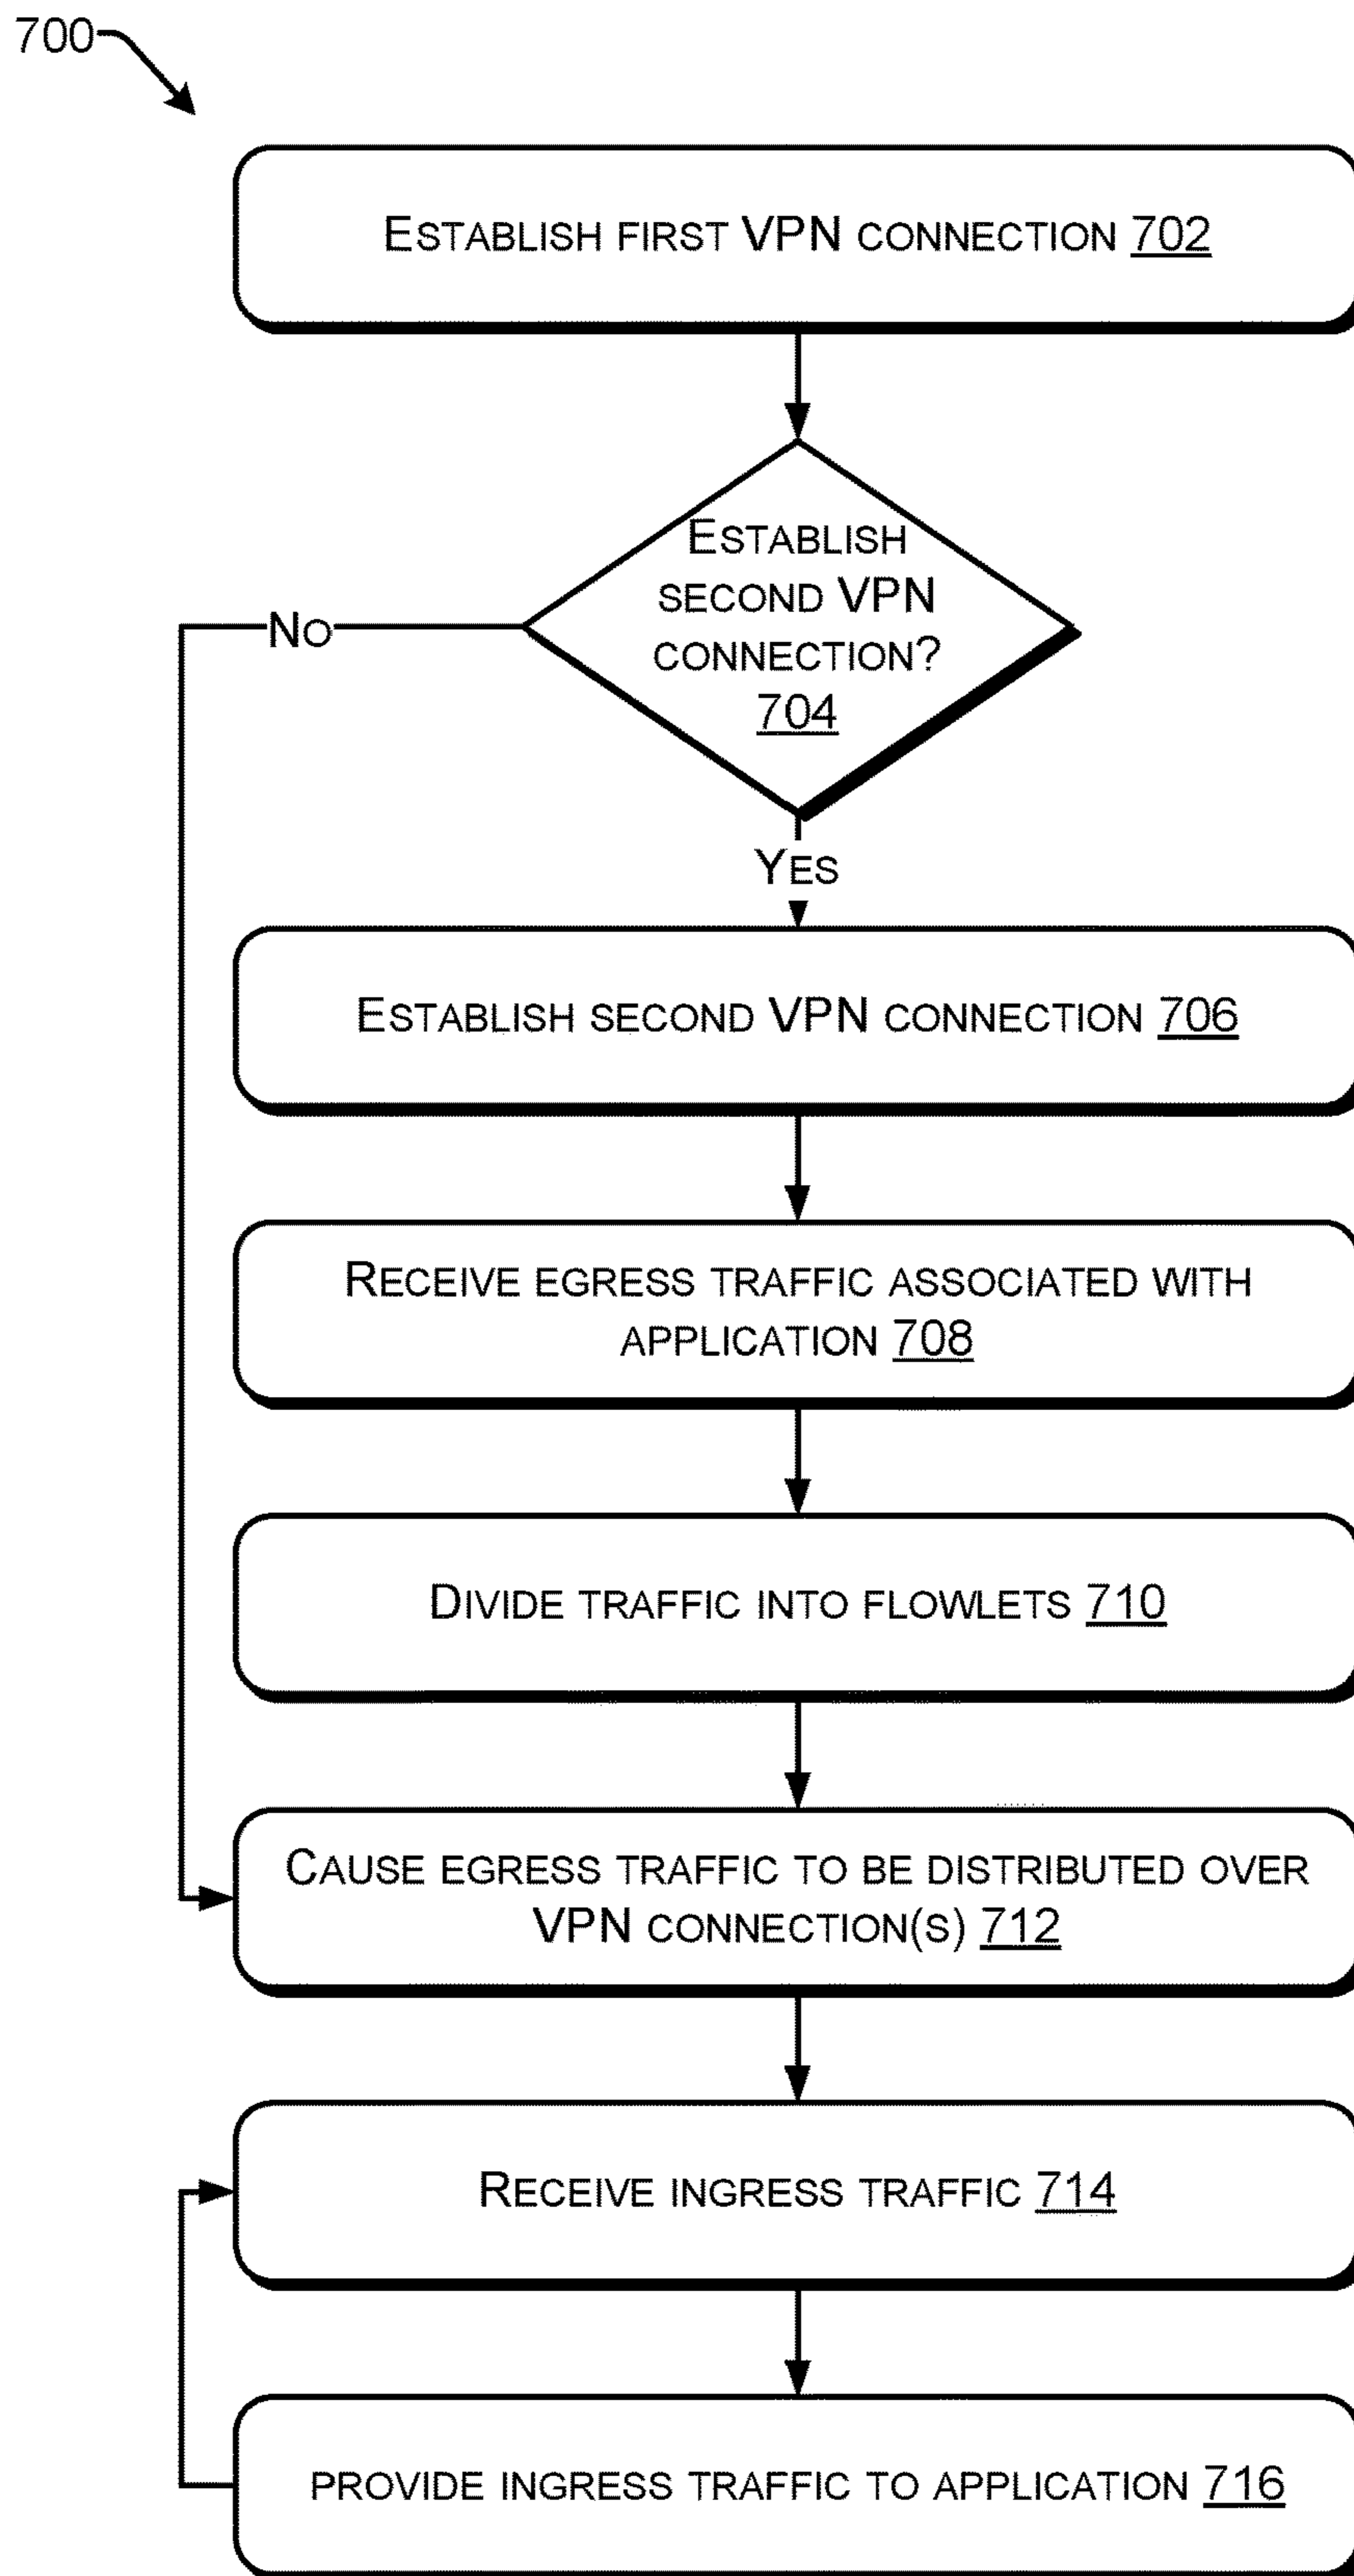 700
ESTABLISH FIRST VPN CONNECTION 702
ESTABLISH
SECOND VPN
CONNECTION?
704
NO
YES
ESTABLISH SECOND VPN CONNECTION 706
RECEIVE EGRESS TRAFFIC ASSOCIATED WITH
APPLICATION 708
DIVIDE TRAFFIC INTO FLOWLETS 710
CAUSE EGRESS TRAFFIC TO BE DISTRIBUTED OVER
VPN CONNECTION(S) 712
RECEIVE INGRESS TRAFFIC 714
PROVIDE INGRESS TRAFFIC TO APPLICATION 716